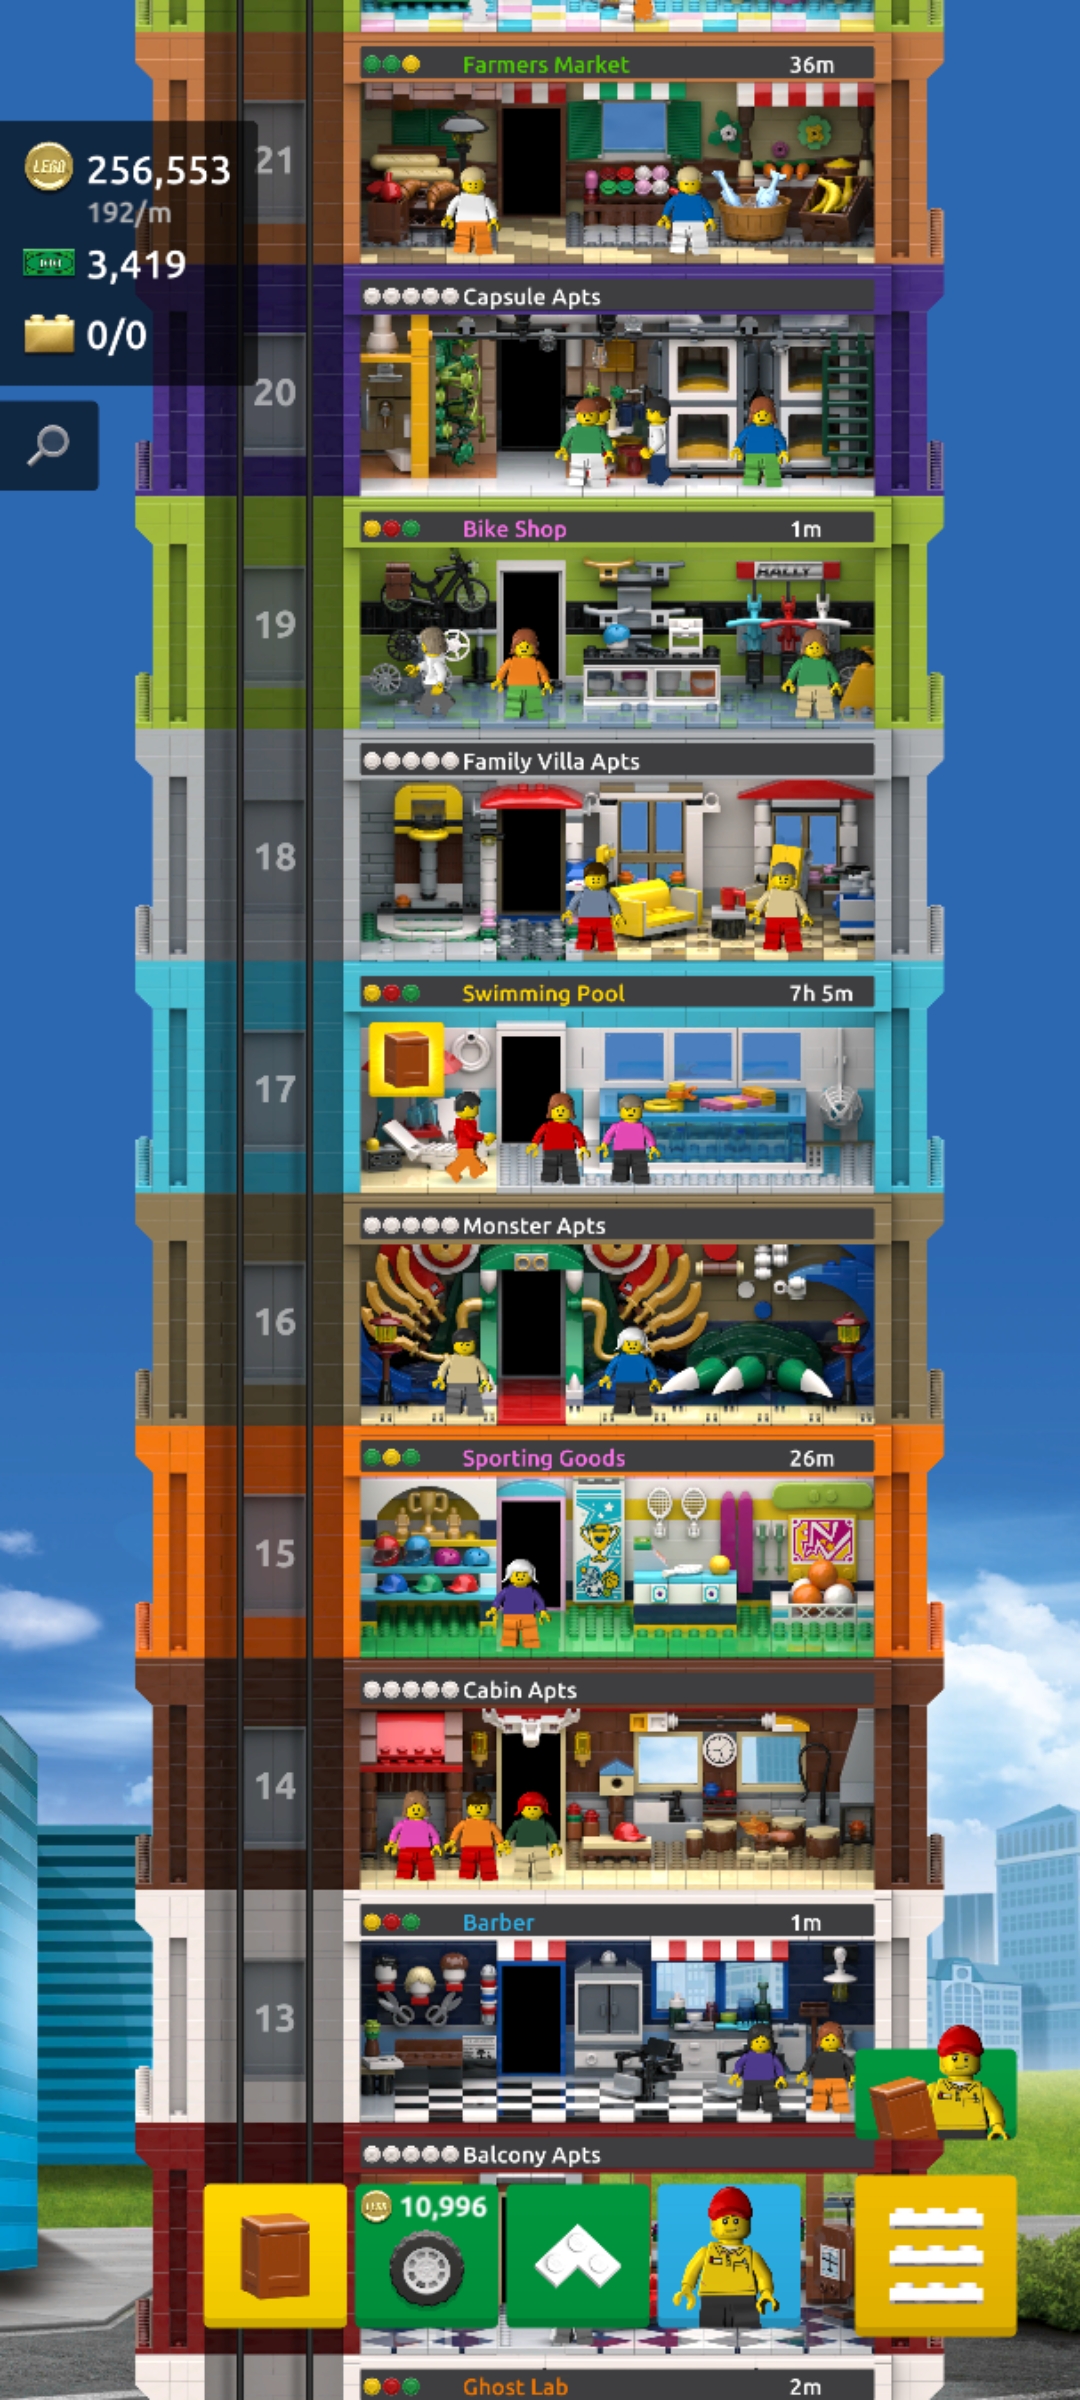 Farmers Market 36m
21
LEGO 256,553
192/m
3,419
0/0
Capsule Apts
20
Bike Shop 1m
RALLY
19
Family Villa Apts
18
Swimming Pool 7h 5m
17
Monster Apts
16
Sporting Goods 26m
15
Cabin Apts
14
Barber 1m
13
Balcony Apts
10,996
Ghost Lab 2m